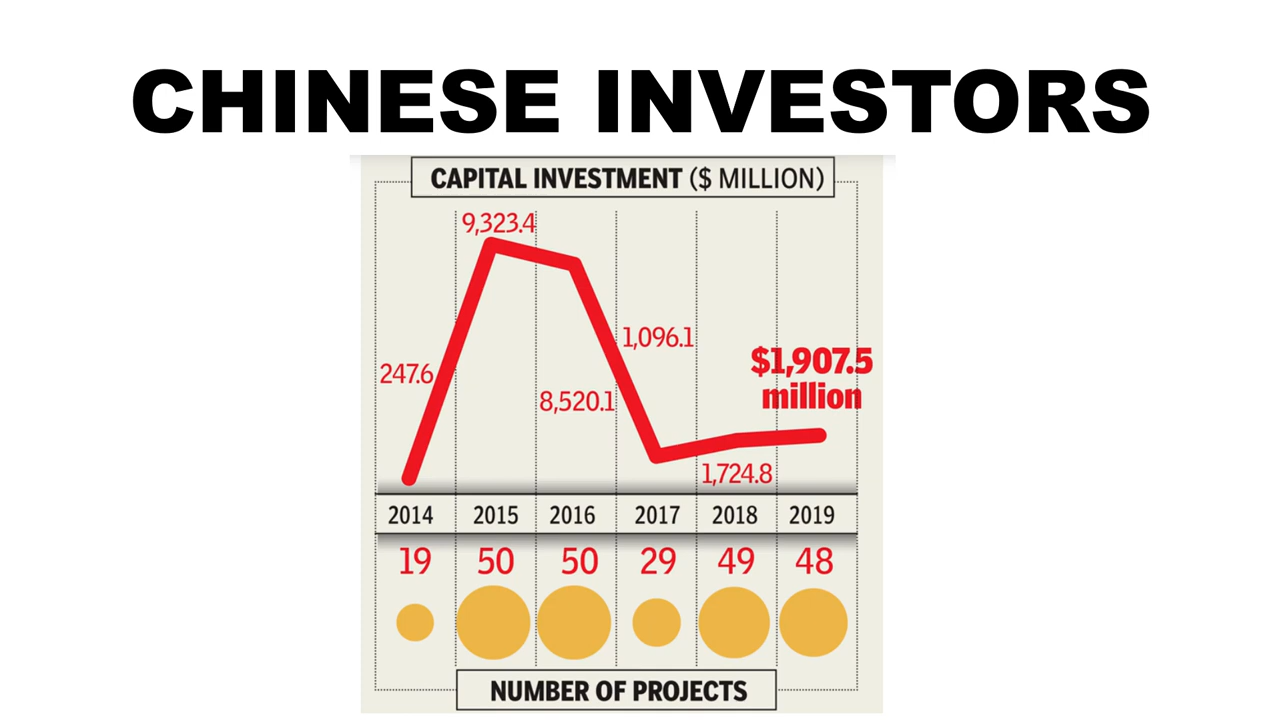 CHINESE INVESTORS
CAPITAL INVESTMENT ($ MILLION)
9,323.4
1,096.1
$1,907.5
million
247.6
8,520.1
1,724.8
2014 2015 2016 2017 2018 2019
19 50 50 29 49 48
NUMBER OF PROJECTS